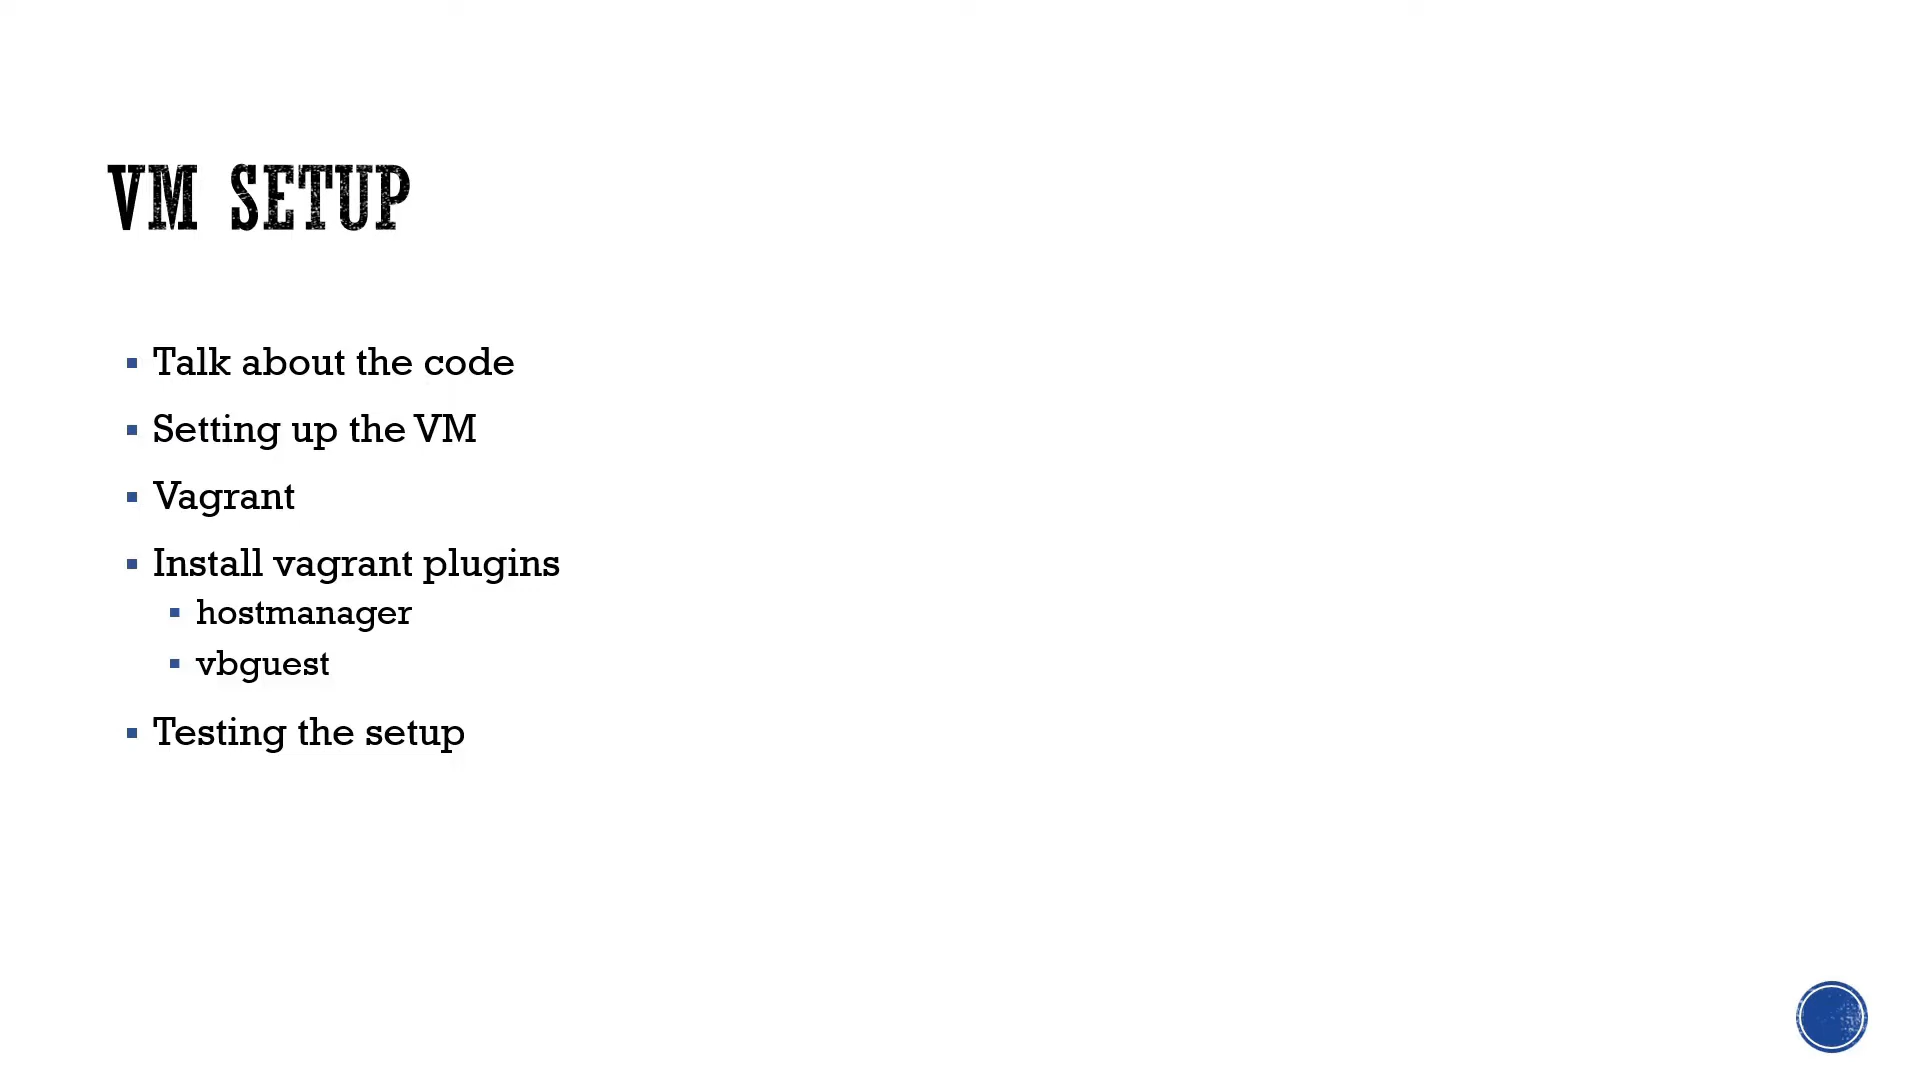 VM SETUP
Talk about the code
Setting up the VM
Vagrant
Install vagrant plugins
hostmanager
vbguest
Testing the setup